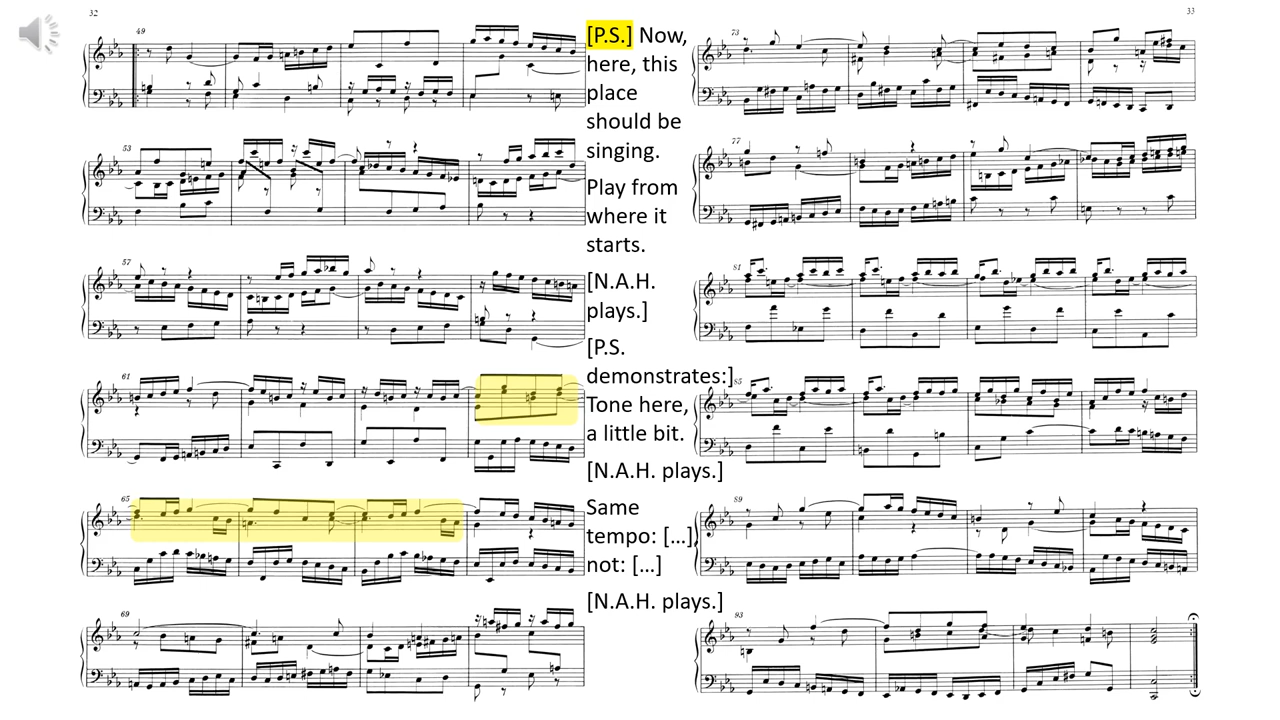 32
49
53
57
61
65
69
[P.S.] Now,
here, this
place
should be
singing.
Play from
where it
starts.
[N.A.H.
plays.]
[P.S.
demonstrates:]
Tone here,
a little bit.
[N.A.H. plays.]
Same
tempo: […],
not: […]
[N.A.H. plays.]
33
73
77
81
85
89
93